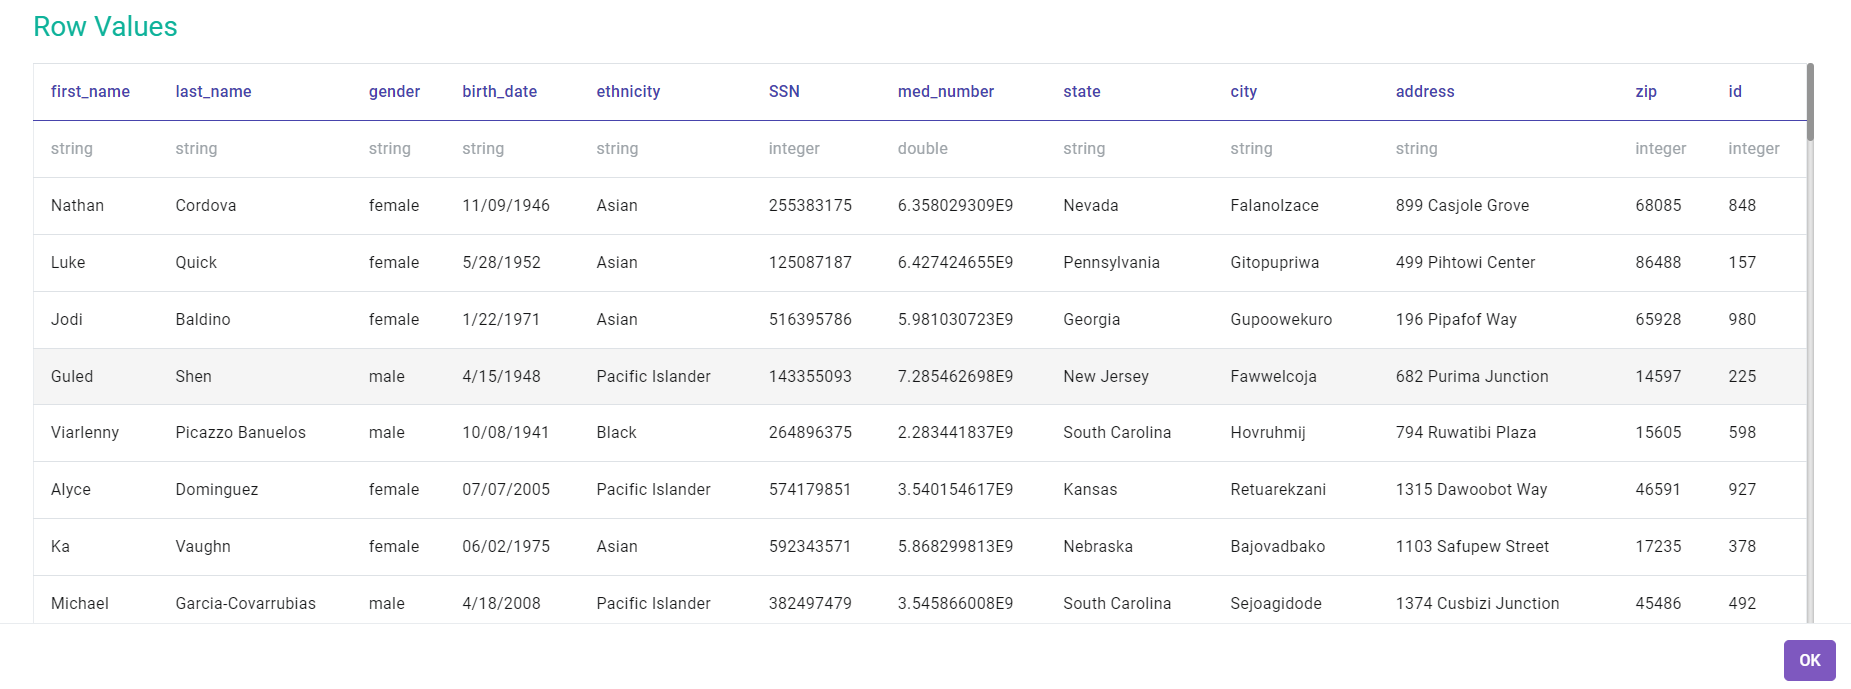 Row Values
first_name last_name gender birth_date ethnicity SSN med_number state city address zip id
string string string string string integer double string string string integer integer
Nathan Cordova female 11/09/1946 Asian 255383175 6.358029309E9 Nevada Falanolzace 899 Casjole Grove 68085 848
Luke Quick female 5/28/1952 Asian 125087187 6.427424655E9 Pennsylvania Gitopupriwa 499 Pihtowi Center 86488 157
Jodi Baldino female 1/22/1971 Asian 516395786 5.981030723E9 Georgia Gupoowekuro 196 Pipafof Way 65928 980
Guled Shen male 4/15/1948 Pacific Islander 143355093 7.285462698E9 New Jersey Fawwelcoja 682 Purima Junction 14597 225
Viarlenny Picazzo Banuelos male 10/08/1941 Black 264896375 2.283441837E9 South Carolina Hovruhmij 794 Ruwatibi Plaza 15605 598
Alyce Dominguez female 07/07/2005 Pacific Islander 574179851 3.540154617E9 Kansas Retuarekzani 1315 Dawoobot Way 46591 927
Ka Vaughn female 06/02/1975 Asian 592343571 5.868299813E9 Nebraska Bajovadbako 1103 Safupew Street 17235 378
Michael Garcia-Covarrubias male 4/18/2008 Pacific Islander 382497479 3.545866008E9 South Carolina Sejoagidode 1374 Cusbizi Junction 45486 492
OK